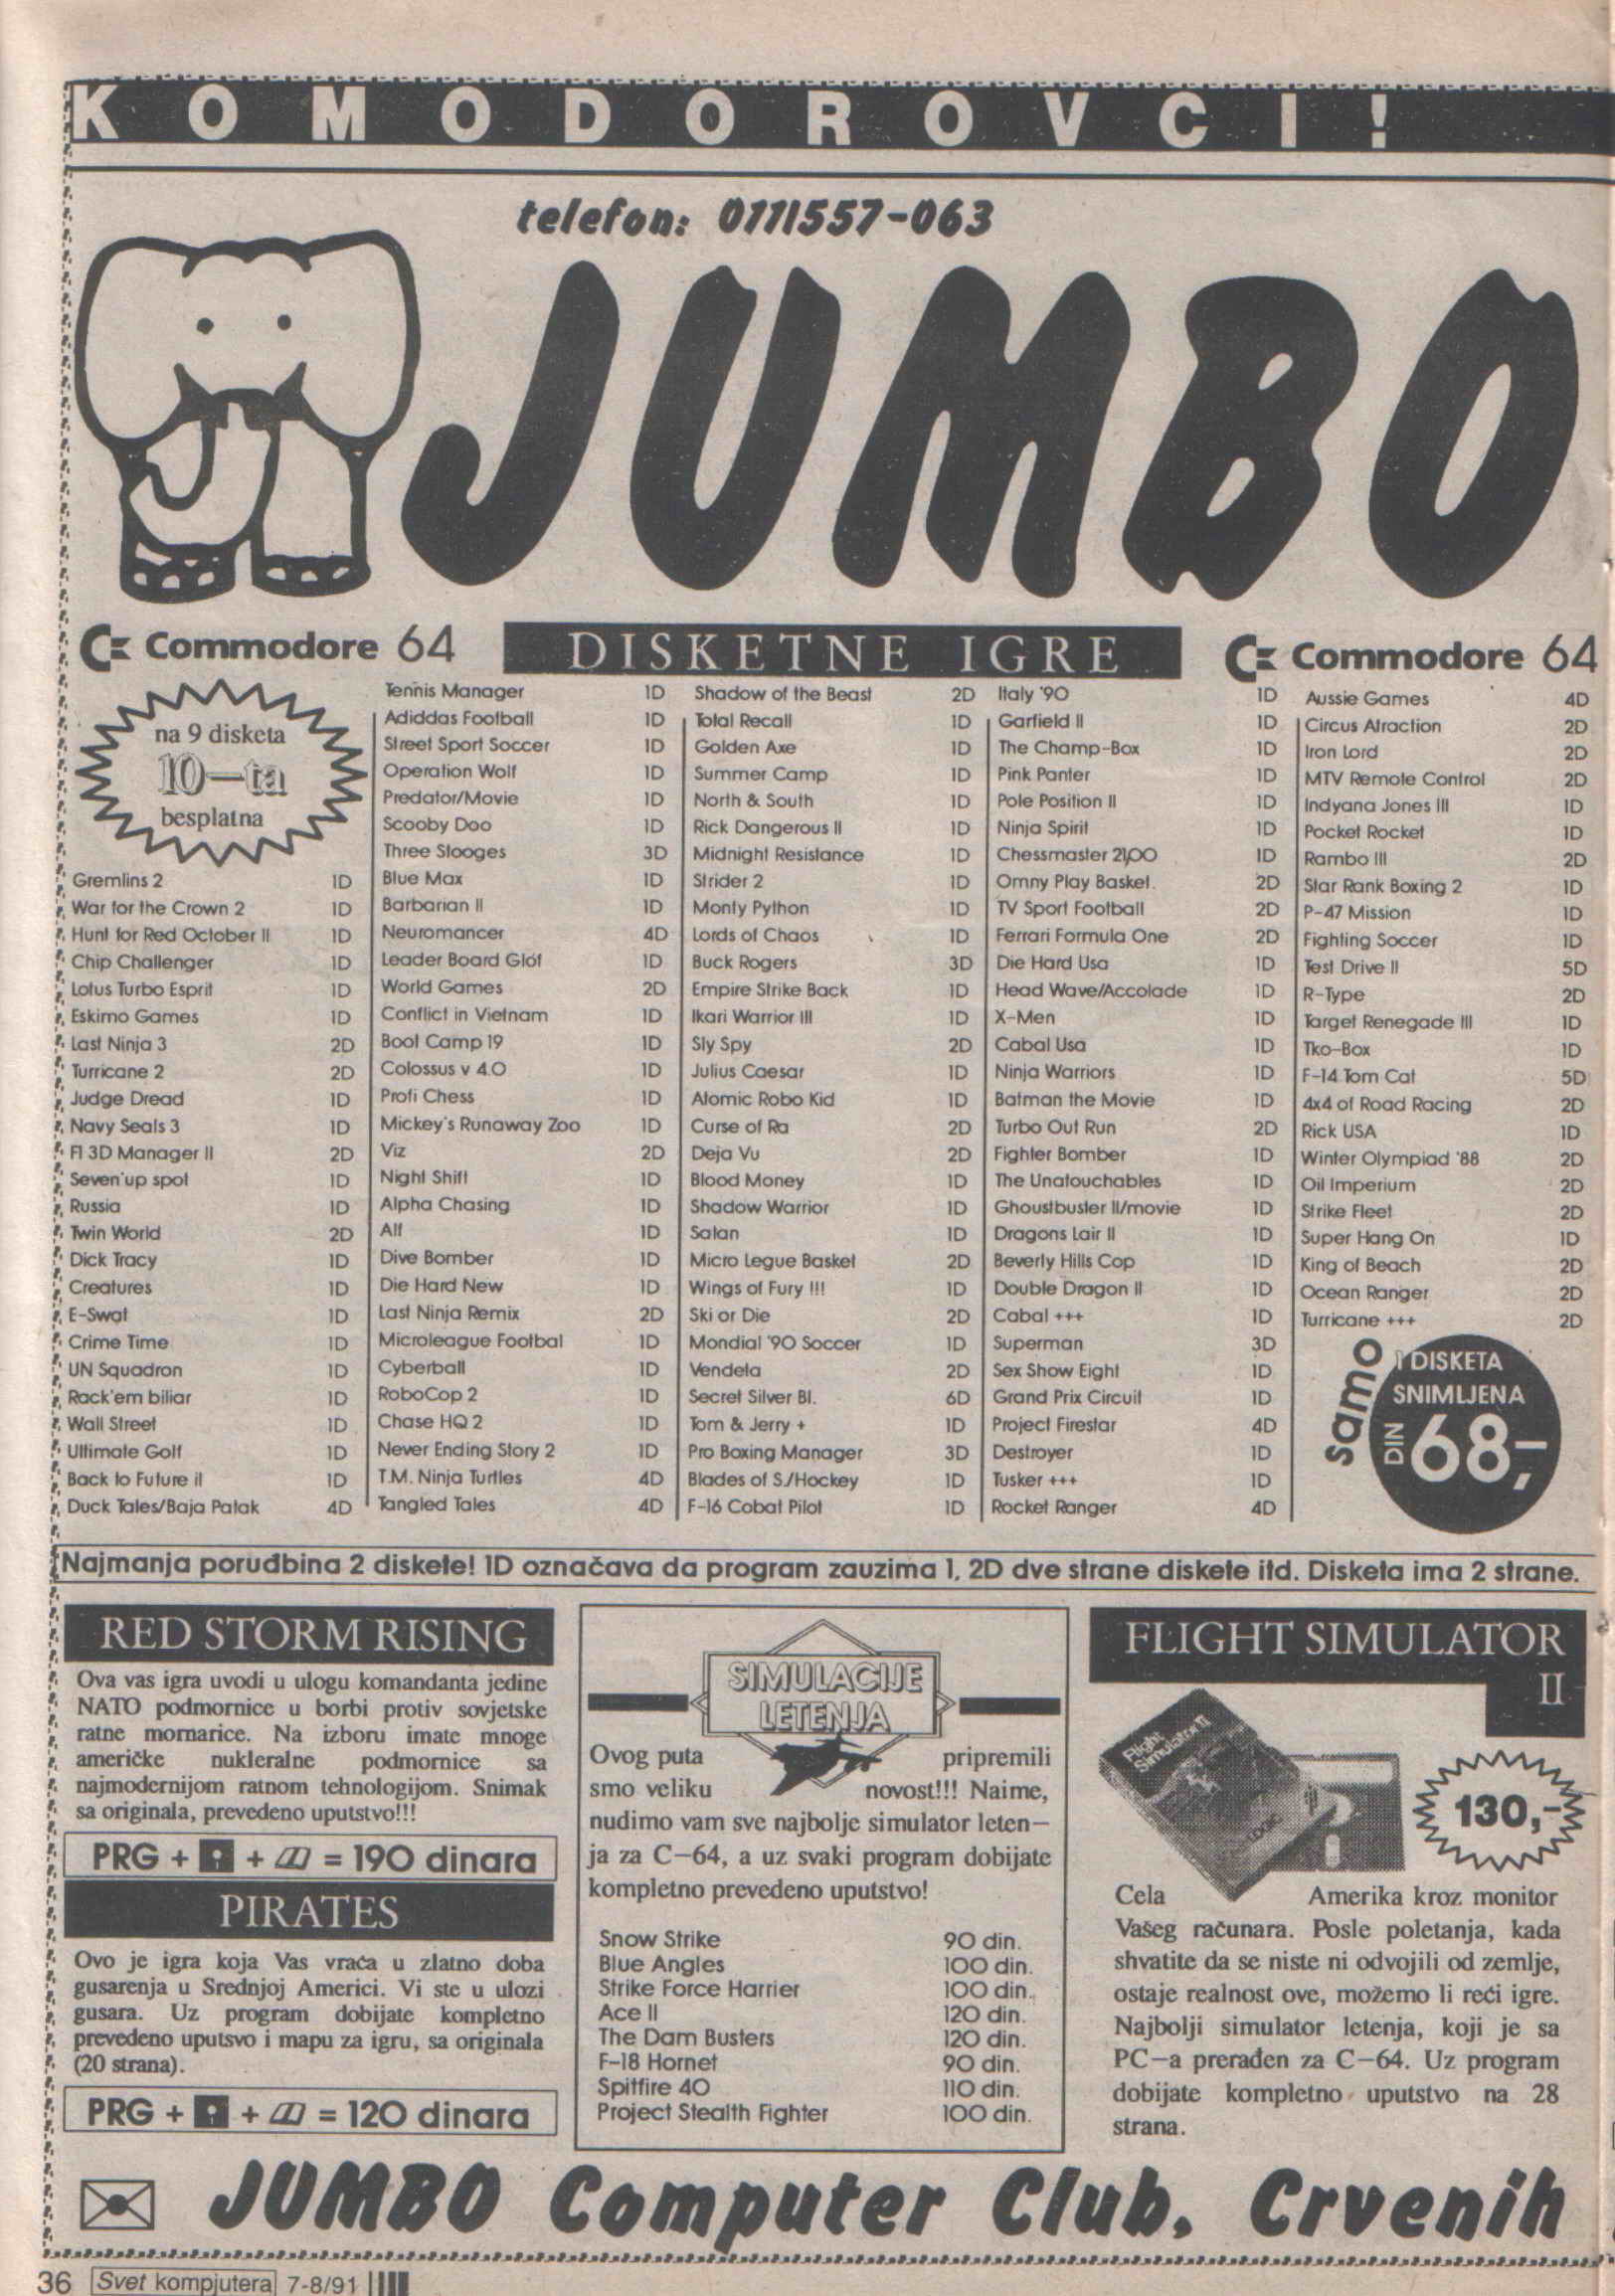 KOMODOROVCI!
telefon: 0111557-063
JUMBO
Commodore 64
DISKETNE IGRE
Commodore 64
na 9 disketa
10-ta
besplatna
Gremlins 2 1D
War for the Crown 2 1D
Hunt for Red October II 1D
Chip Challenger 1D
Lotus Turbo Esprit 1D
Eskimo Games 1D
Last Ninja 3 2D
Turricane 2 2D
Judge Dread 1D
Navy Seals 3 1D
F1 3D Manager II 2D
Seven'up spot 1D
Russia 1D
Twin World 2D
Dick Tracy 1D
Creatures 1D
E-Swat 1D
Crime Time 1D
UN Squadron 1D
Rack'em biliar 1D
Wall Street 1D
Ultimate Golf 1D
Back to Future il 1D
Duck Tales/Baja Patak 4D
Tennis Manager 1D
Adiddas Football 1D
Street Sport Soccer 1D
Operation Wolf 1D
Predator/Movie 1D
Scooby Doo 1D
Three Stooges 3D
Blue Max 1D
Barbarian II 1D
Neuromancer 4D
Leader Board Glof 1D
World Games 2D
Conflict in Vietnam 1D
Boot Camp 19 1D
Colossus v 4.0 1D
Profi Chess 1D
Mickey's Runaway Zoo 1D
Viz 2D
Night Shift 1D
Alpha Chasing 1D
Alf 1D
Dive Bomber 1D
Die Hard New 1D
Last Ninja Remix 2D
Microleague Footbal 1D
Cyberball 1D
RoboCop 2 1D
Chase HQ 2 1D
Never Ending Story 2 1D
T.M. Ninja Turtles 4D
Tangled Tales 4D
Shadow of the Beast 2D
Total Recall 1D
Golden Axe 1D
Summer Camp 1D
North & South 1D
Rick Dangerous II 1D
Midnight Resistance 1D
Strider 2 1D
Monty Python 1D
Lords of Chaos 1D
Buck Rogers 3D
Empire Strike Back 1D
Ikari Warrior III 1D
Sly Spy 2D
Julius Caesar 1D
Atomic Robo Kid 1D
Curse of Ra 2D
Deja Vu 2D
Blood Money 1D
Shadow Warrior 1D
Satan 1D
Micro Legue Basket 2D
Wings of Fury !!! 1D
Ski or Die 2D
Mondial '90 Soccer 1D
Vendeta 2D
Secret Silver Bl. 6D
Tom & Jerry + 1D
Pro Boxing Manager 3D
Blades of S./Hockey 1D
F-16 Cobat Pilot 1D
Italy '90 1D
Garfield II 1D
The Champ-Box 1D
Pink Panter 1D
Pole Position II 1D
Ninja Spirit 1D
Chessmaster 2100 1D
Omny Play Basket. 2D
TV Sport Football 2D
Ferrari Formula One 2D
Die Hard Usa 1D
Head Wave/Accolade 1D
X-Men 1D
Cabal Usa 1D
Ninja Warriors 1D
Batman the Movie 1D
Turbo Out Run 2D
Fighter Bomber 1D
The Unatouchables 1D
Ghoustbuster II/movie 1D
Dragons Lair II 1D
Beverly Hills Cop 1D
Double Dragon II 1D
Cabal +++ 1D
Superman 3D
Sex Show Eight 1D
Grand Prix Circuit 1D
Project Firestar 4D
Destroyer 1D
Tusker +++ 1D
Rocket Ranger 4D
Aussie Games 4D
Circus Atraction 2D
Iron Lord 2D
MTV Remote Control 2D
Indyana Jones III 1D
Pocket Rocket 1D
Rambo III 2D
Star Rank Boxing 2 1D
P-47 Mission 1D
Fighting Soccer 1D
Test Drive II 5D
R-Type 2D
Target Renegade III 1D
Tko-Box 1D
F-14 Tom Cat 5D
4x4 of Road Racing 2D
Rick USA 1D
Winter Olympiad '88 2D
Oil Imperium 2D
Strike Fleet 2D
Super Hang On 1D
King of Beach 2D
Ocean Ranger 2D
Turricane +++ 2D
samo
1 DISKETA
SNIMLJENA
DIN 68,-
Najmanja porudbina 2 diskete! 1D označava da program zauzima 1, 2D dve strane diskete itd. Disketa ima 2 strane.
RED STORM RISING
Ova vas igra uvodi u ulogu komandanta jedine
NATO podmornice u borbi protiv sovjetske
ratne mornarice. Na izboru imate mnoge
američke nukleralne podmornice sa
najmodernijom ratnom tehnologijom. Snimak
sa originala, prevedeno uputstvo!!!
PRG + + = 190 dinara
PIRATES
Ovo je igra koja Vas vraća u zlatno doba
gusarenja u Srednjoj Americi. Vi ste u ulozi
gusara. Uz program dobijate kompletno
prevedeno uputsvo i mapu za igru, sa originala
(20 strana).
PRG + + = 120 dinara
SIMULACIJE
LETENJA
Ovog puta pripremili
smo veliku novost!!! Naime,
nudimo vam sve najbolje simulator leten-
ja za C-64, a uz svaki program dobijate
kompletno prevedeno uputstvo!
Snow Strike 90 din.
Blue Angles 100 din.
Strike Force Harrier 100 din.
Ace II 120 din.
The Dam Busters 120 din.
F-18 Hornet 90 din.
Spitfire 40 110 din.
Project Stealth Fighter 100 din.
FLIGHT SIMULATOR
II
Flight
Simulator II
LOGIC
130,-
Cela Amerika kroz monitor
Vašeg računara. Posle poletanja, kada
shvatite da se niste ni odvojili od zemlje,
ostaje realnost ove, možemo li reći igre.
Najbolji simulator letenja, koji je sa
PC-a prerađen za C-64. Uz program
dobijate kompletno uputstvo na 28
strana.
JUMBO Computer Club, Crvenih
36 Svet kompjutera 7-8/91